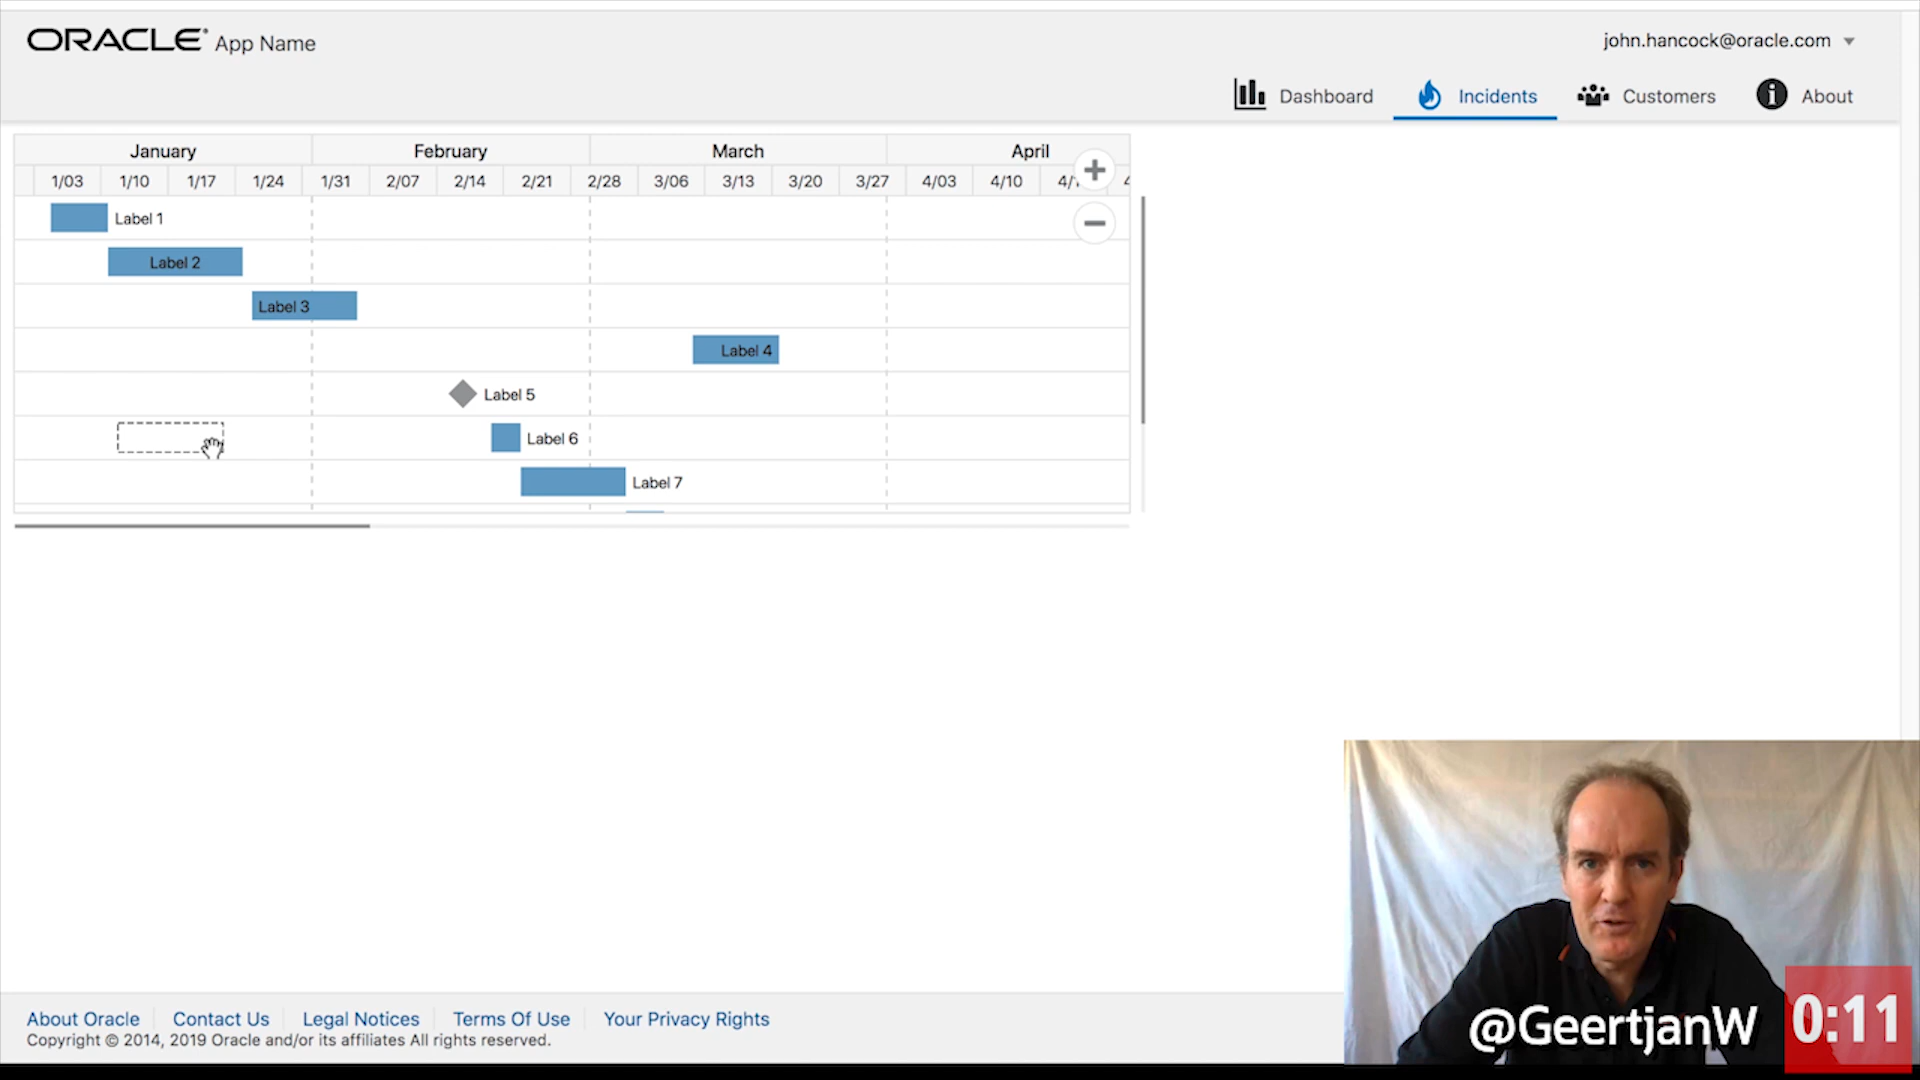 ORACLE® App Name
john.hancock@oracle.com
Dashboard Incidents Customers About
January February March April
1/03 1/10 1/17 1/24 1/31 2/07 2/14 2/21 2/28 3/06 3/13 3/20 3/27 4/03 4/10
Label 1
Label 2
Label 3
Label 4
Label 5
Label 6
Label 7
About Oracle Contact Us Legal Notices Terms Of Use Your Privacy Rights
Copyright © 2014, 2019 Oracle and/or its affiliates All rights reserved.
@GeertjanW 0:11